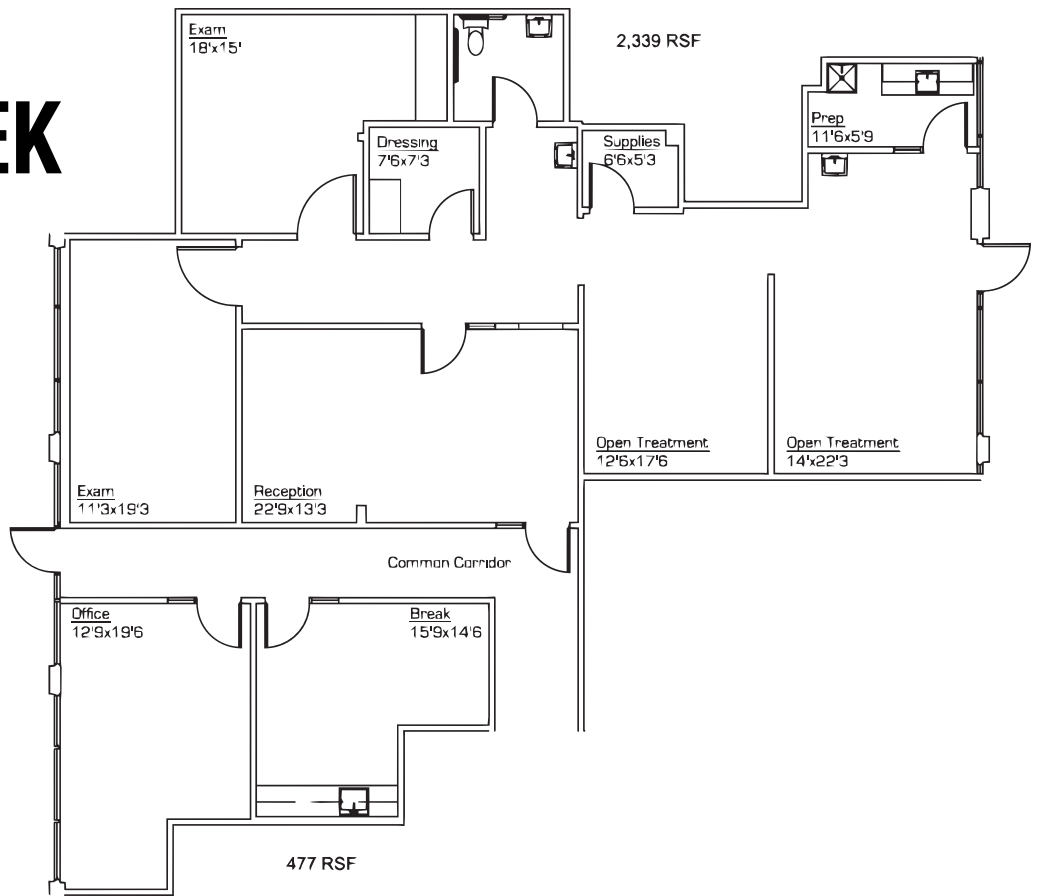 EK
Exam
18'x15'
2,339 RSF
Prep
11'6x5'9
Dressing
7'6x7'3
Supplies
6'6x5'3
Open Treatment
12'6x17'6
Open Treatment
14'x22'3
Exam
11'3x19'3
Reception
22'9x13'3
Common Corridor
Office
12'9x19'6
Break
15'9x14'6
477 RSF